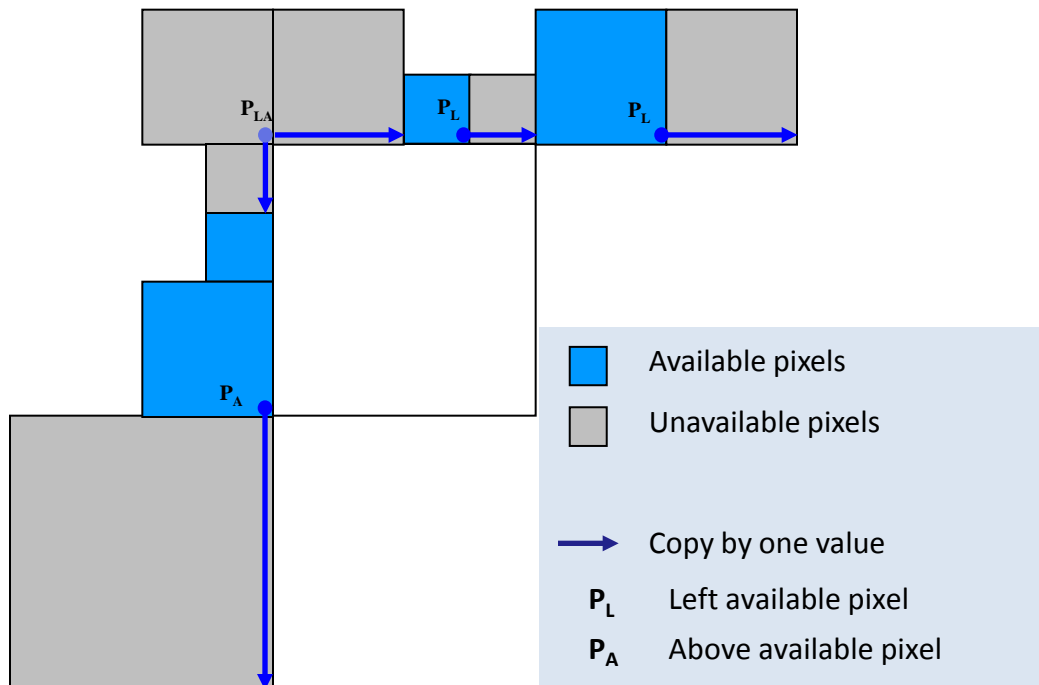 P_LA
P_L
P_L
P_A
Available pixels
Unavailable pixels
Copy by one value
P_L Left available pixel
P_A Above available pixel